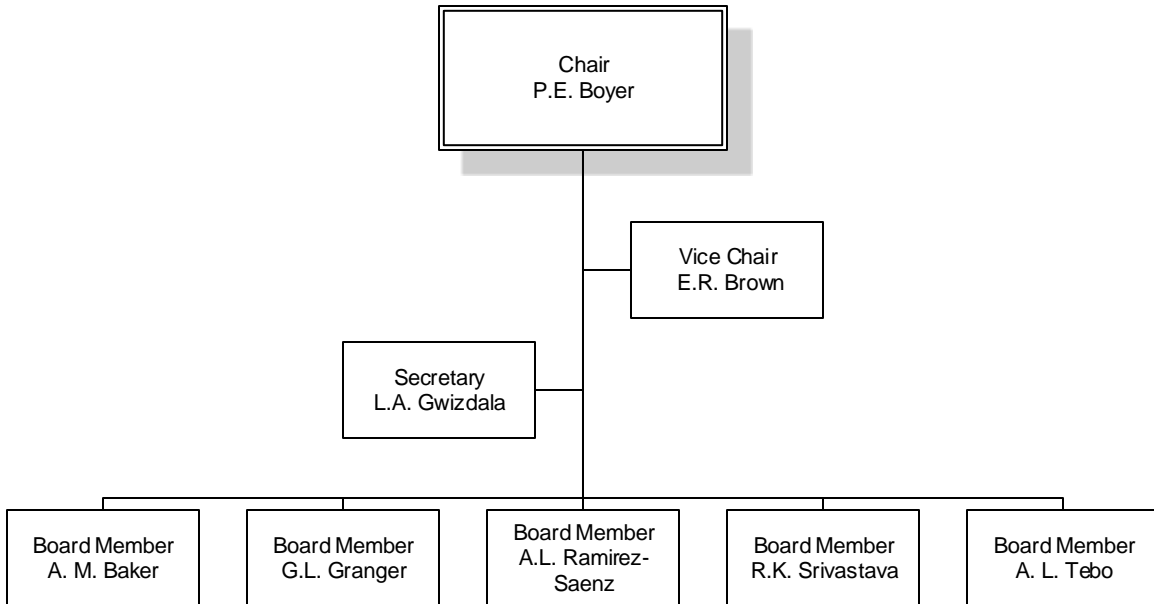 Chair
P.E. Boyer
Vice Chair
E.R. Brown
Secretary
L.A. Gwizdala
Board Member
A. M. Baker
Board Member
G.L. Granger
Board Member
A.L. Ramirez-
Saenz
Board Member
R.K. Srivastava
Board Member
A. L. Tebo